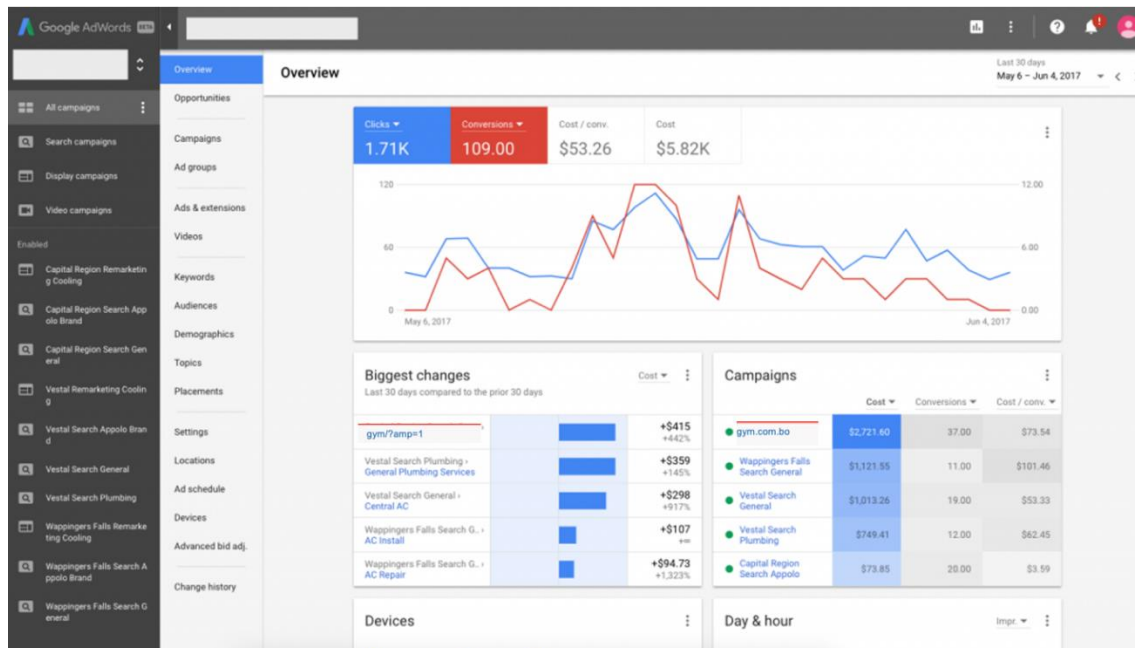 Google AdWords BETA
Last 30 days
May 6 – Jun 4, 2017
Overview
All campaigns
Search campaigns
Display campaigns
Video campaigns
Enabled
Capital Region Remarketin
g Cooling
Capital Region Search App
olo Brand
Capital Region Search Gen
eral
Vestal Remarketing Coolin
g
Vestal Search Appolo Bran
d
Vestal Search General
Vestal Search Plumbing
Wappingers Falls Remarke
ting Cooling
Wappingers Falls Search A
ppolo Brand
Wappingers Falls Search G
eneral
Overview
Opportunities
Campaigns
Ad groups
Ads & extensions
Videos
Keywords
Audiences
Demographics
Topics
Placements
Settings
Locations
Ad schedule
Devices
Advanced bid adj.
Change history
Clicks Conversions Cost / conv. Cost
1.71K 109.00 $53.26 $5.82K
120 12.00
60 6.00
0 0.00
May 6, 2017 Jun 4, 2017
Biggest changes Cost
Last 30 days compared to the prior 30 days
gym/?amp=1 +$415
+442%
Vestal Search Plumbing › +$359
General Plumbing Services +145%
Vestal Search General › +$298
Central AC +917%
Wappingers Falls Search G.. › +$107
AC Install +∞
Wappingers Falls Search G.. › +$94.73
AC Repair +1,323%
Campaigns
Cost Conversions Cost / conv.
gym.com.bo $2,721.60 37.00 $73.54
Wappingers Falls
Search General $1,121.55 11.00 $101.46
Vestal Search
General $1,013.26 19.00 $53.33
Vestal Search
Plumbing $749.41 12.00 $62.45
Capital Region
Search Appolo $73.85 20.00 $3.59
Devices
Day & hour Impr.